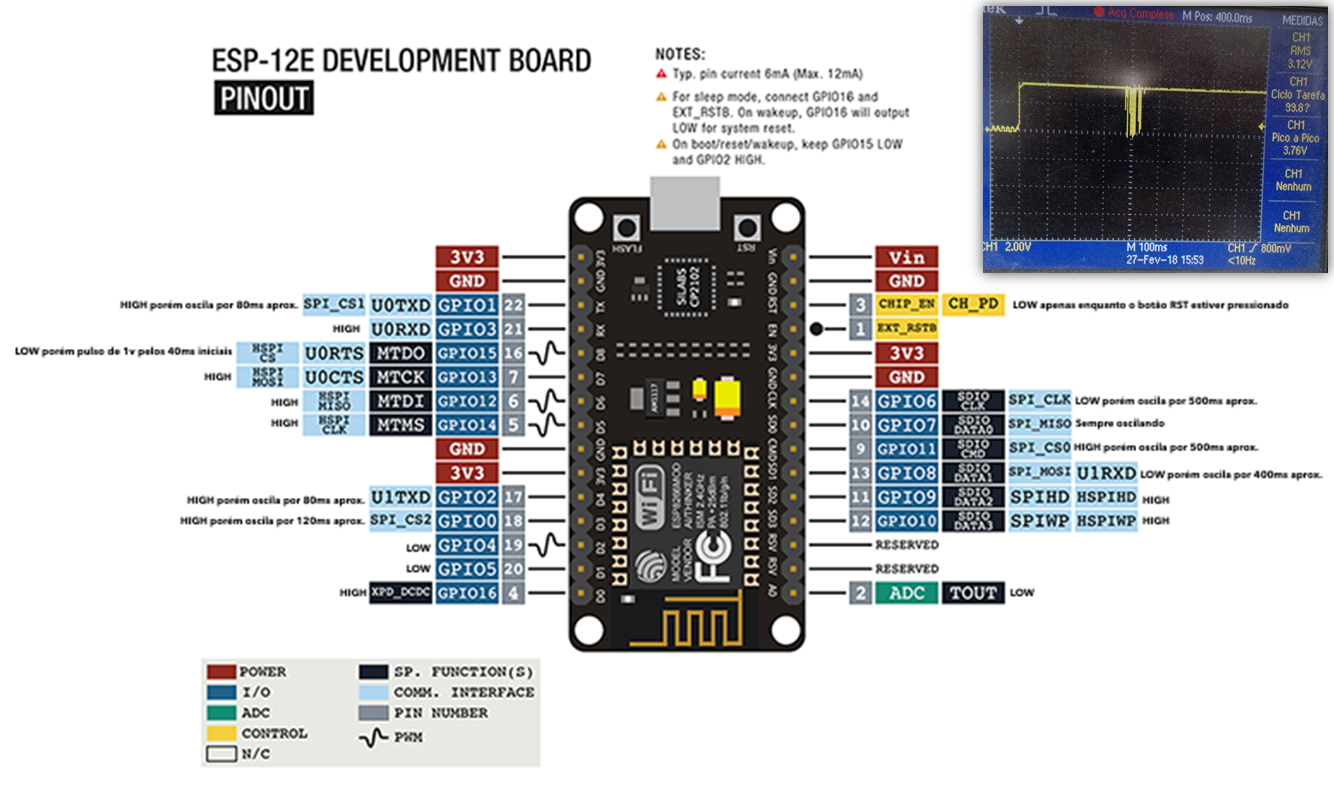 ESP-12E DEVELOPMENT BOARD
PINOUT
NOTES:
Typ. pin current 6mA (Max. 12mA)
For sleep mode, connect GPIO16 and
EXT_RSTB. On wakeup, GPIO16 will output
LOW for system reset.
On boot/reset/wakeup, keep GPIO15 LOW
and GPIO2 HIGH.
Acq Complete M Pos: 400.0ms
MEDIDAS
CH1
RMS
3.12V
CH1
Ciclo Tarefa
99.8?
CH1
Pico a Pico
3.76V
CH1
Nenhum
CH1
Nenhum
CH1 2.00V M 100ms CH1 800mV
27-Fev-18 15:53 <10Hz
3V3
GND
HIGH porém oscila por 80ms aprox. SPI_CS1 U0TXD GPIO1 22
HIGH U0RXD GPIO3 21
LOW porém pulso de 1v pelos 40ms iniciais HSPI CS U0RTS MTDO GPIO15 16
HIGH HSPI MOSI U0CTS MTCK GPIO13 7
HIGH HSPI MISO MTDI GPIO12 6
HIGH HSPI CLK MTMS GPIO14 5
GND
3V3
HIGH porém oscila por 80ms aprox. U1TXD GPIO2 17
HIGH porém oscila por 120ms aprox. SPI_CS2 GPIO0 18
LOW GPIO4 19
LOW GPIO5 20
HIGH XPD_DCDC GPIO16 4
FLASH
RST
SILABS
CP2102
AM1117
3V3
GND
TX
RX
D8
D7
D6
D5
GND
3V3
D4
D3
D2
D1
D0
Vin
GND
RST
EN
3V3
GND
CLK
SD0
CMD
SD1
SD2
SD3
RSV
RSV
A0
WiFi
MODEL ESP8266MOD
VENDOR AITHINKER
ISM 2.4GHz
PA +25dBm
802.11b/g/n
FC
Vin
GND
3 CHIP_EN CH_PD LOW apenas enquanto o botão RST estiver pressionado
1 EXT_RSTB
3V3
GND
14 GPIO6 SDIO CLK SPI_CLK LOW porém oscila por 500ms aprox.
10 GPIO7 SDIO DATA0 SPI_MISO Sempre oscilando
9 GPIO11 SDIO CMD SPI_CS0 HIGH porém oscila por 500ms aprox.
13 GPIO8 SDIO DATA1 SPI_MOSI U1RXD LOW porém oscila por 400ms aprox.
11 GPIO9 SDIO DATA2 SPIHD HSPIHD HIGH
12 GPIO10 SDIO DATA3 SPIWP HSPIWP HIGH
RESERVED
RESERVED
2 ADC TOUT LOW
POWER
I/O
ADC
CONTROL
N/C
SP. FUNCTION(S)
COMM. INTERFACE
PIN NUMBER
PWM